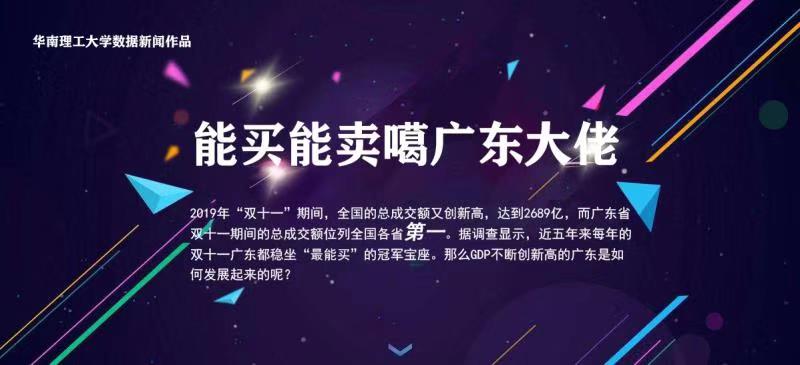 华南理工大学数据新闻作品
能买能卖噶广东大佬
2019年“双十一”期间，全国的总成交额又创新高，达到2689亿，而广东省
双十一期间的总成交额位列全国各省第一。据调查显示，近五年来每年的
双十一广东都稳坐“最能买”的冠军宝座。那么GDP不断创新高的广东是如
何发展起来的呢？